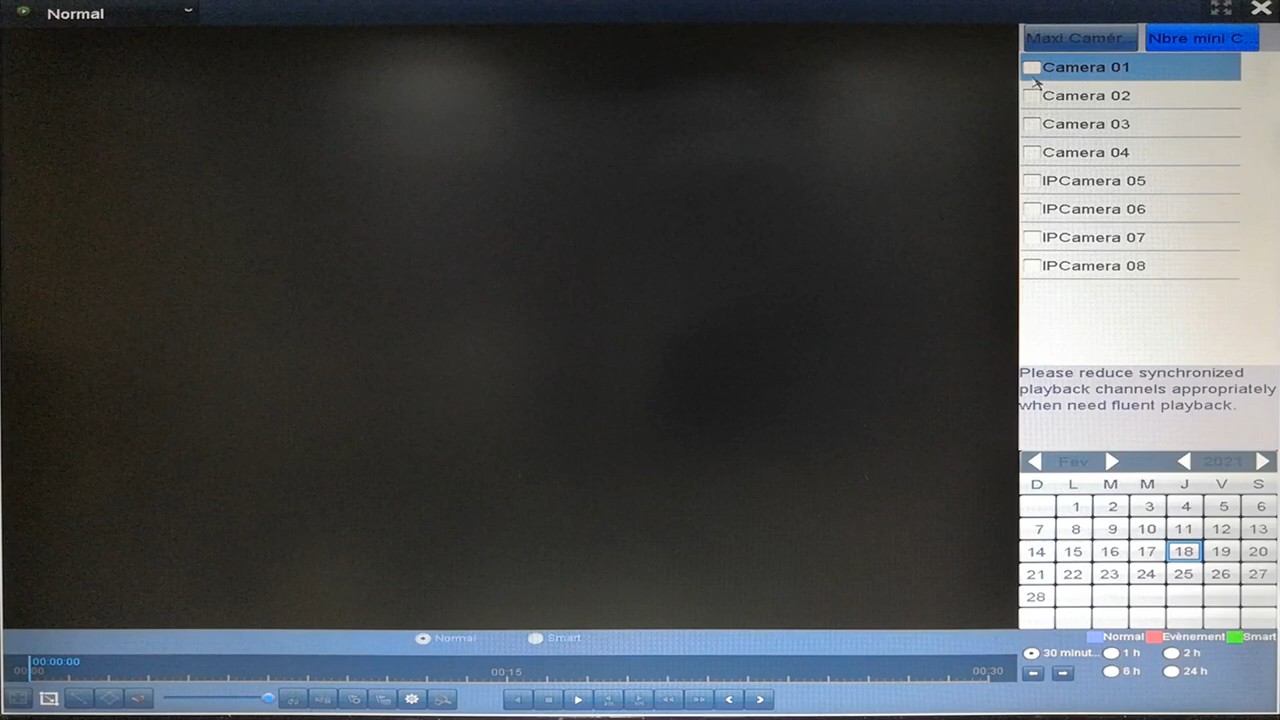 Normal
Maxi Camér... Nbre mini C...
Camera 01
Camera 02
Camera 03
Camera 04
IPCamera 05
IPCamera 06
IPCamera 07
IPCamera 08
Please reduce synchronized
playback channels appropriately
when need fluent playback.
Fev 2021
D L M M J V S
1 2 3 4 5 6
7 8 9 10 11 12 13
14 15 16 17 18 19 20
21 22 23 24 25 26 27
28
Normal Smart
Normal Evènement Smart
30 minut... 1 h 2 h
6 h 24 h
00:00:00
00:00 00:15 00:30